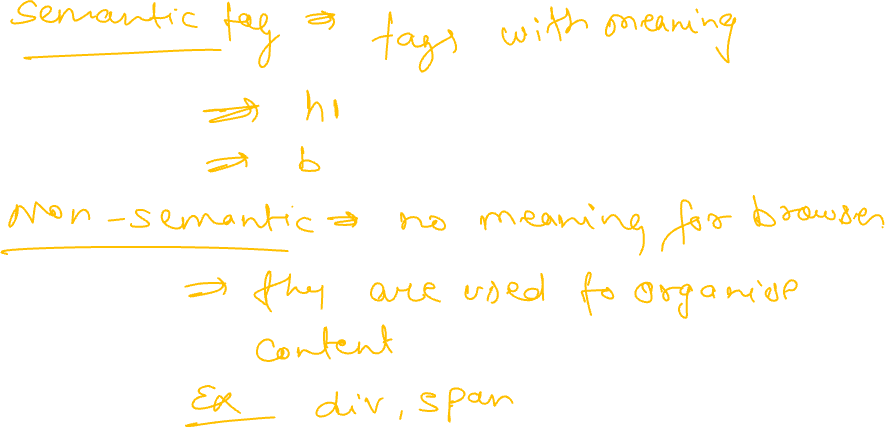 Semantic tag ⇒ tags with meaning
⇒ h1
⇒ b
Non-semantic ⇒ no meaning for browser
⇒ they are used to organise
content
Ex div, span